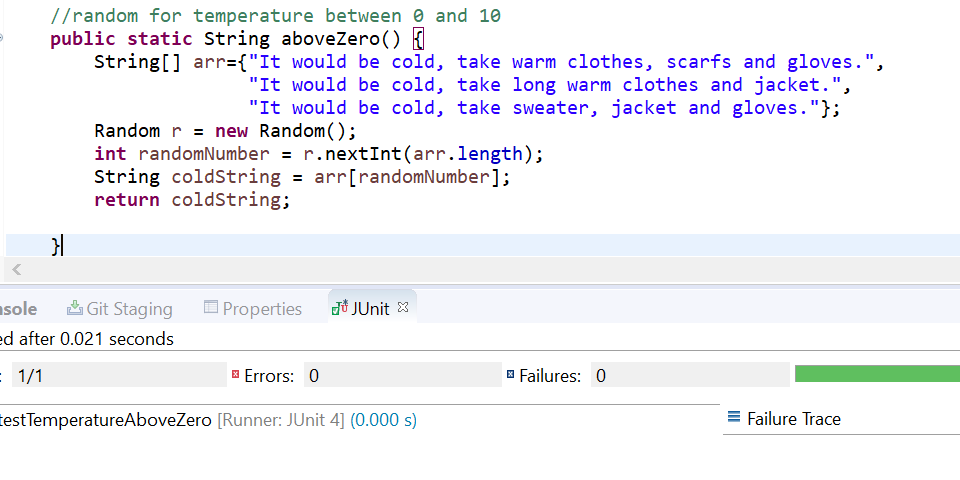 //random for temperature between 0 and 10
public static String aboveZero() {
String[] arr={"It would be cold, take warm clothes, scarfs and gloves.",
"It would be cold, take long warm clothes and jacket.",
"It would be cold, take sweater, jacket and gloves."};
Random r = new Random();
int randomNumber = r.nextInt(arr.length);
String coldString = arr[randomNumber];
return coldString;
}
nsole Git Staging Properties JUnit
ed after 0.021 seconds
: 1/1 Errors: 0 Failures: 0
testTemperatureAboveZero [Runner: JUnit 4] (0.000 s)
Failure Trace